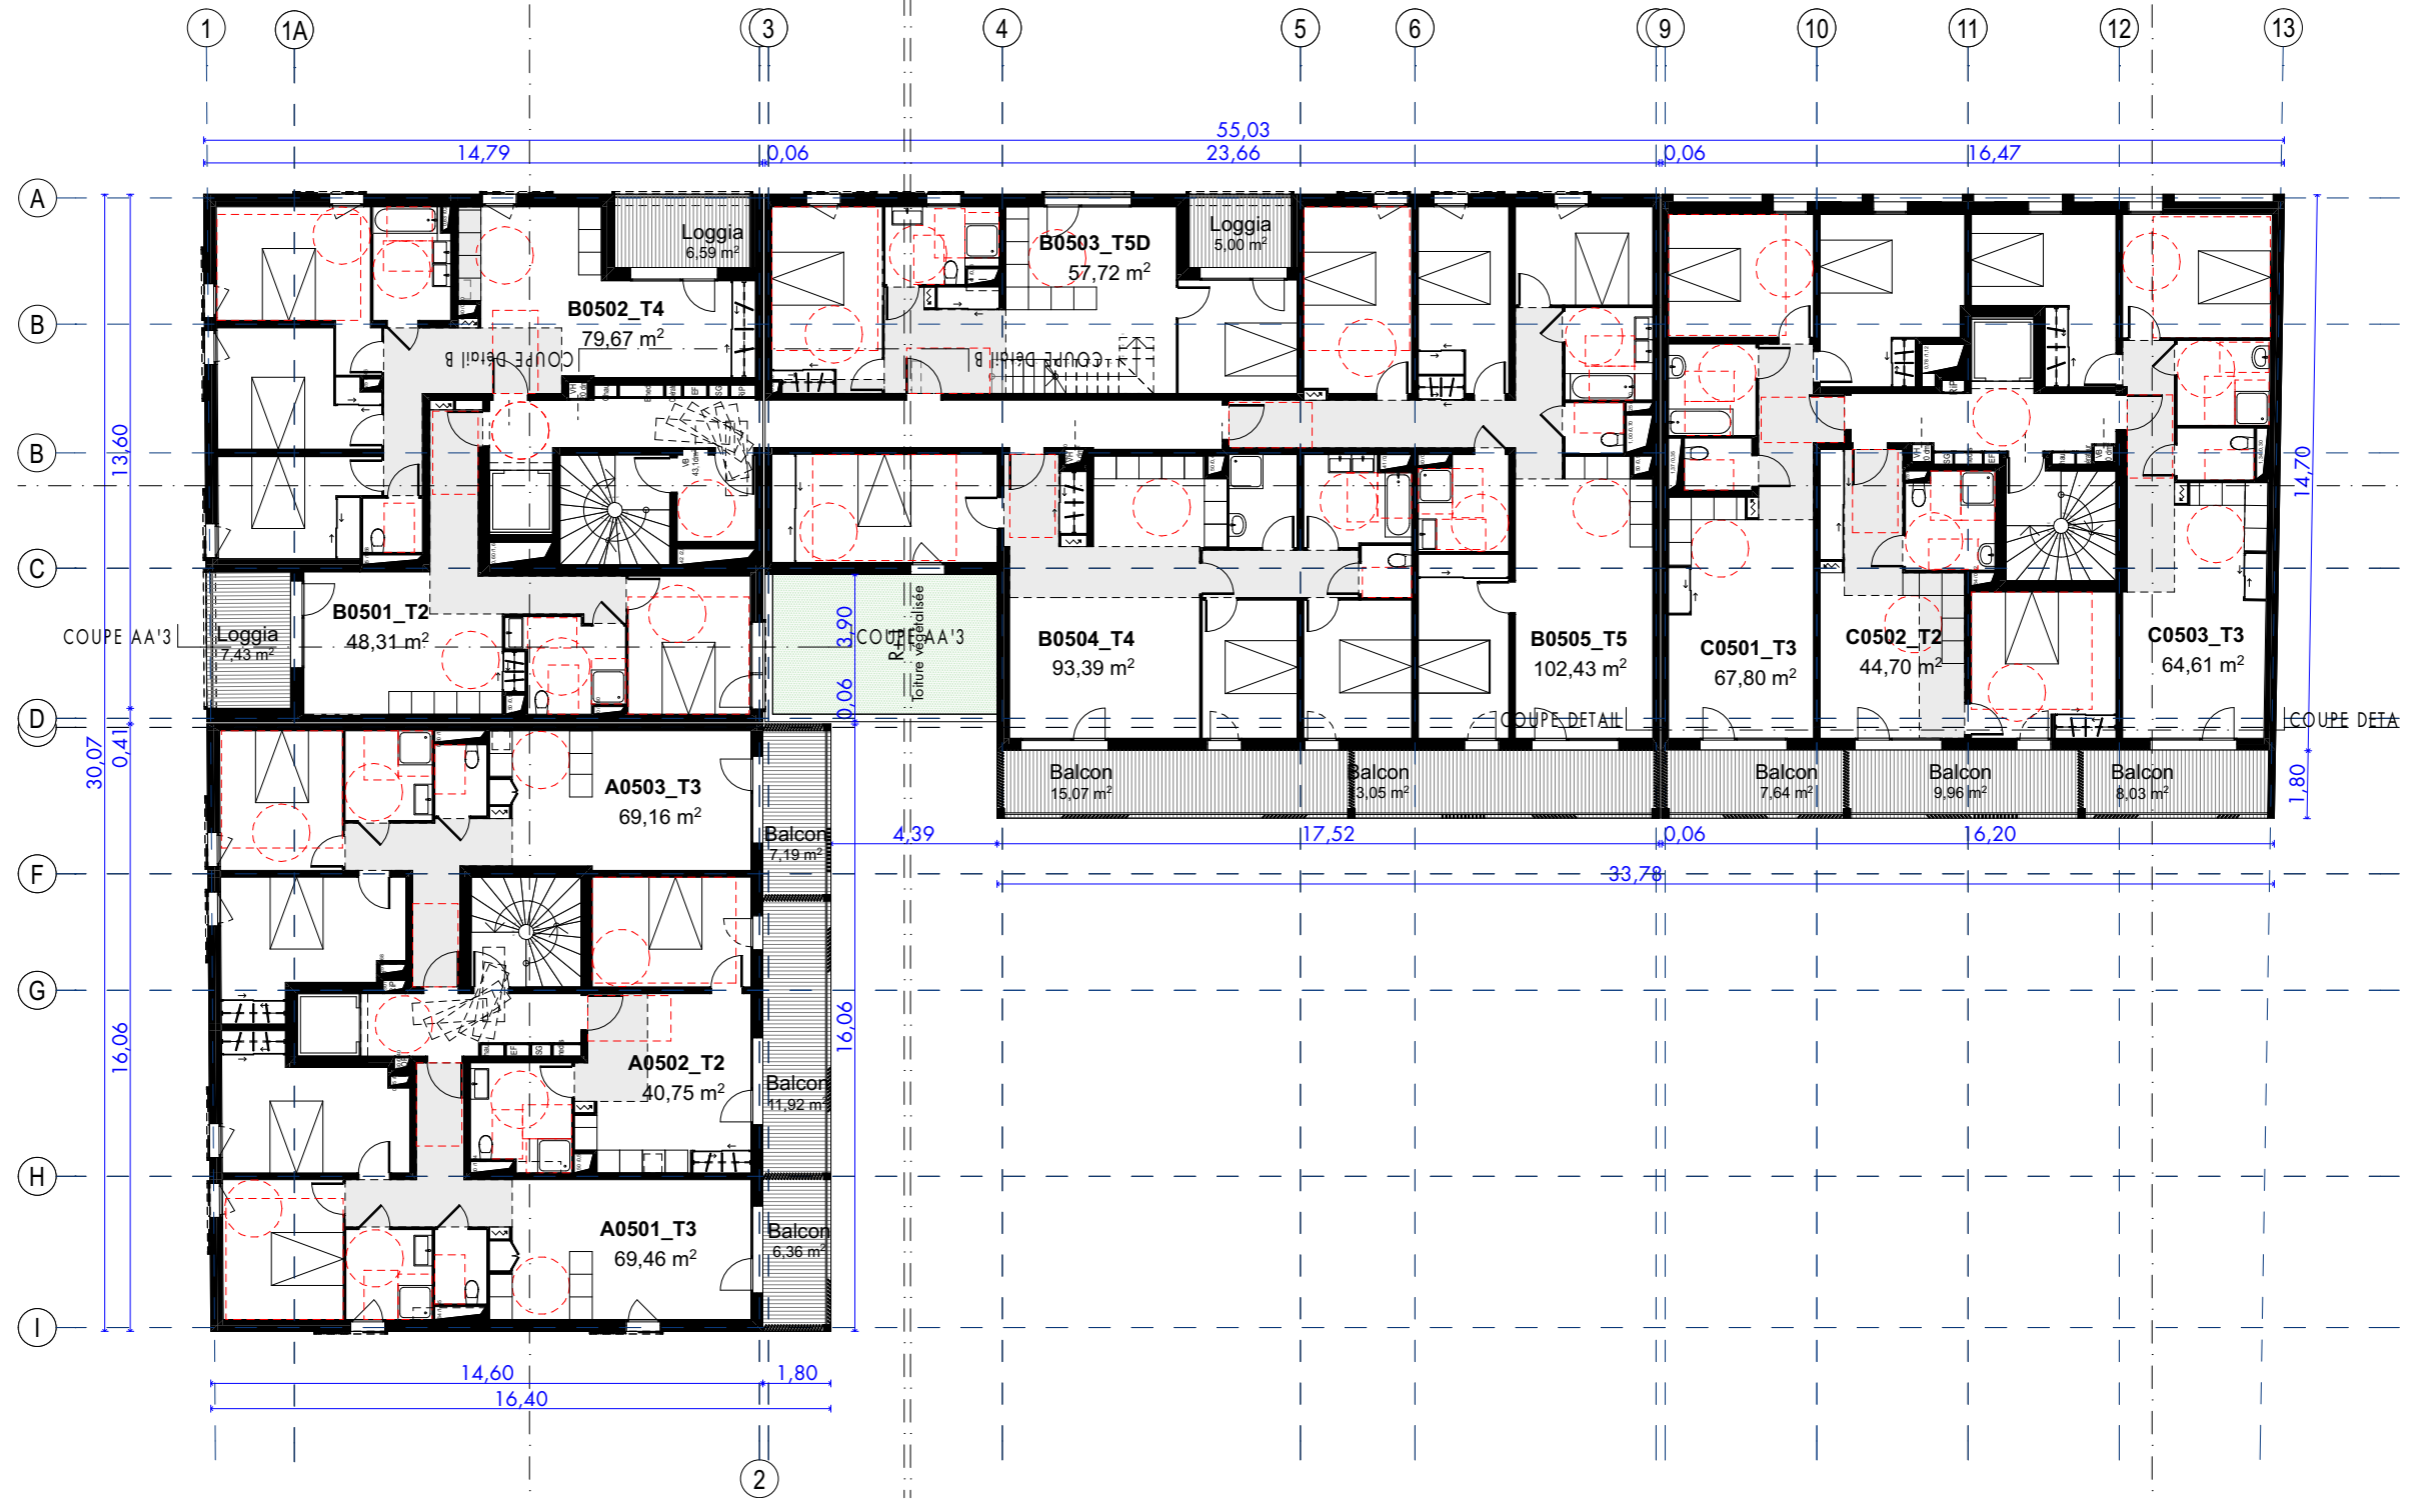 1
1A
3
4
5
6
9
10
11
12
13
55,03
14,79
0,06
23,66
0,06
16,47
A
B
B
C
D
F
G
H
I
2
13,60
30,07
0,41
16,06
14,70
1,80
Loggia
6,59 m²
B0502_T4
79,67 m²
COUPE Détail B
B0503_T5D
57,72 m²
Loggia
5,00 m²
COUPE Détail B
B0501_T2
48,31 m²
Loggia
7,43 m²
COUPE AA'3
COUPE AA'3
3,90
0,06
Toiture végétalisée
B0504_T4
93,39 m²
B0505_T5
102,43 m²
C0501_T3
67,80 m²
C0502_T2
44,70 m²
C0503_T3
64,61 m²
COUPE DETAIL
COUPE DETA
Balcon
15,07 m²
Balcon
3,05 m²
Balcon
7,64 m²
Balcon
9,96 m²
Balcon
8,03 m²
4,39
17,52
0,06
16,20
33,78
A0503_T3
69,16 m²
Balcon
7,19 m²
A0502_T2
40,75 m²
Balcon
11,92 m²
16,06
A0501_T3
69,46 m²
Balcon
6,36 m²
14,60
1,80
16,40